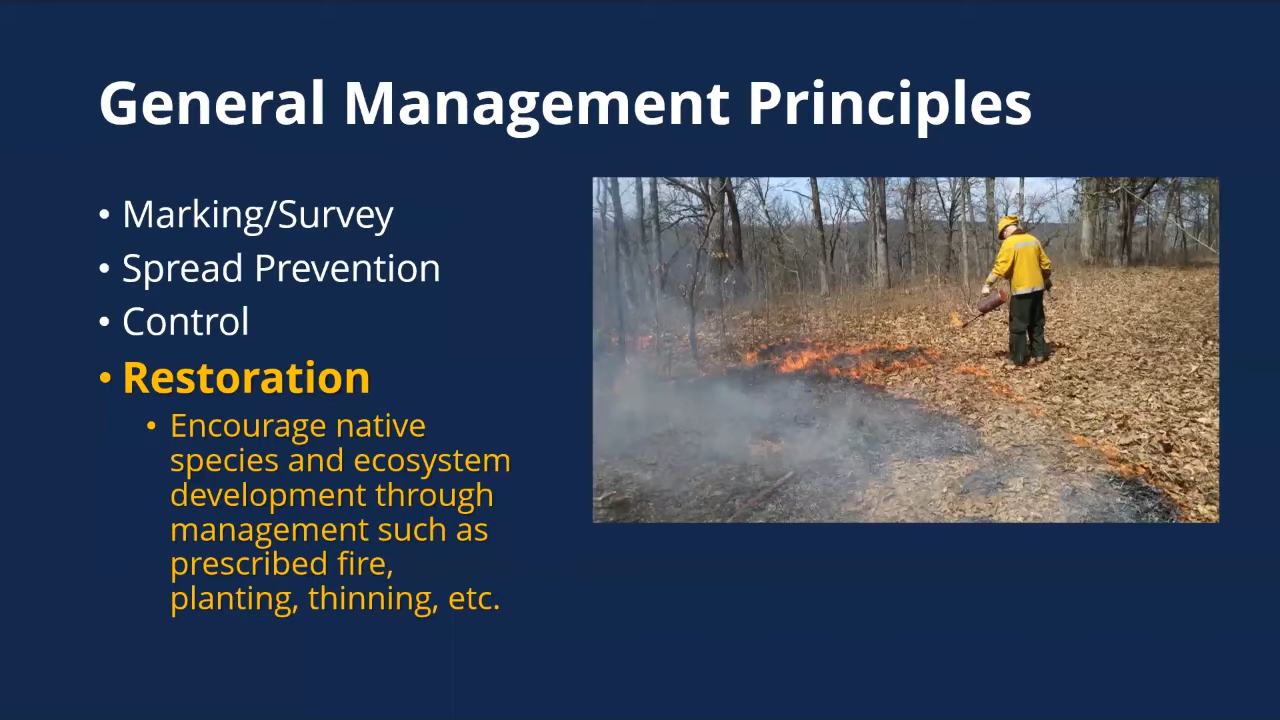 General Management Principles
• Marking/Survey
• Spread Prevention
• Control
• Restoration
• Encourage native
species and ecosystem
development through
management such as
prescribed fire,
planting, thinning, etc.